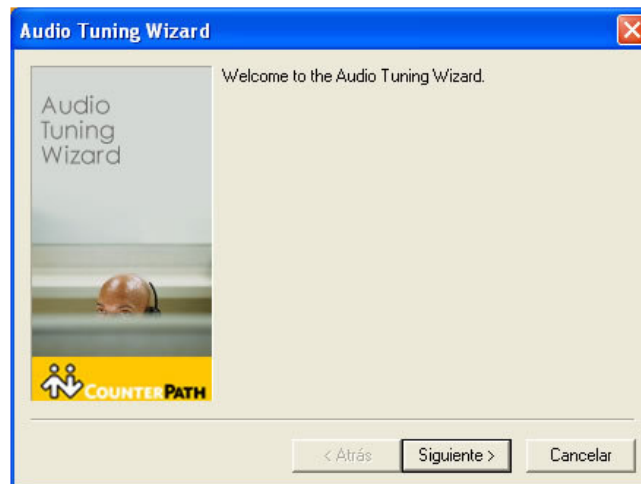 Audio Tuning Wizard
Welcome to the Audio Tuning Wizard.
Audio
Tuning
Wizard
COUNTERPATH
< Atrás
Siguiente >
Cancelar